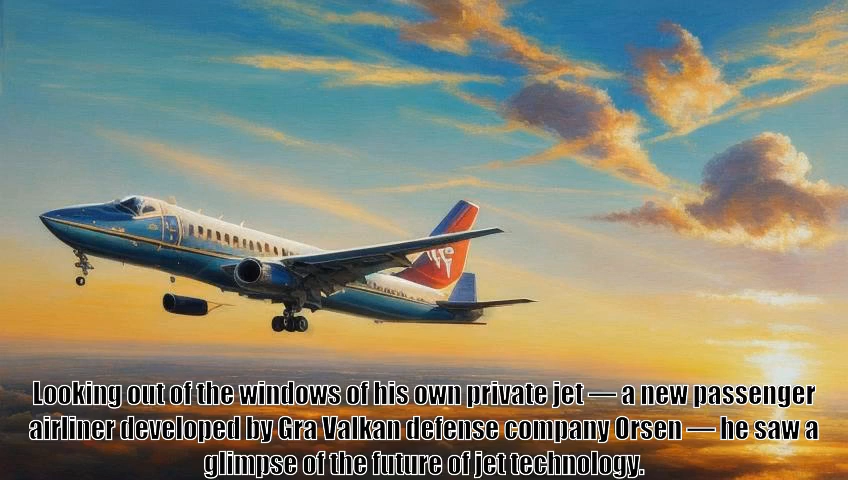 Looking out of the windows of his own private jet — a new passenger
airliner developed by Gra Valkan defense company Orsen — he saw a
glimpse of the future of jet technology.